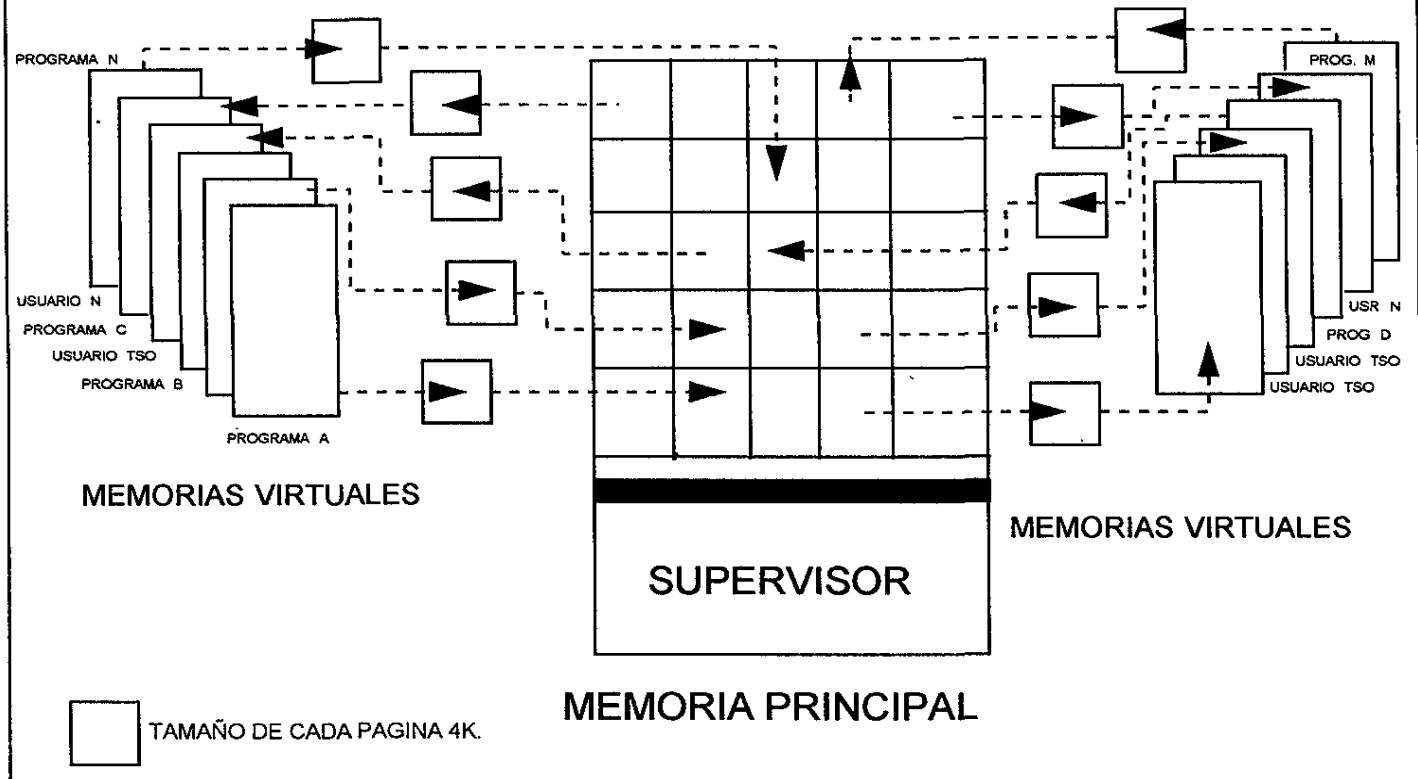 PROGRAMA N
PROG. M
USUARIO N
PROGRAMA C
USUARIO TSO
PROGRAMA B
PROGRAMA A
USR N
PROG D
USUARIO TSO
USUARIO TSO
MEMORIAS VIRTUALES
MEMORIAS VIRTUALES
SUPERVISOR
MEMORIA PRINCIPAL
TAMAÑO DE CADA PAGINA 4K.